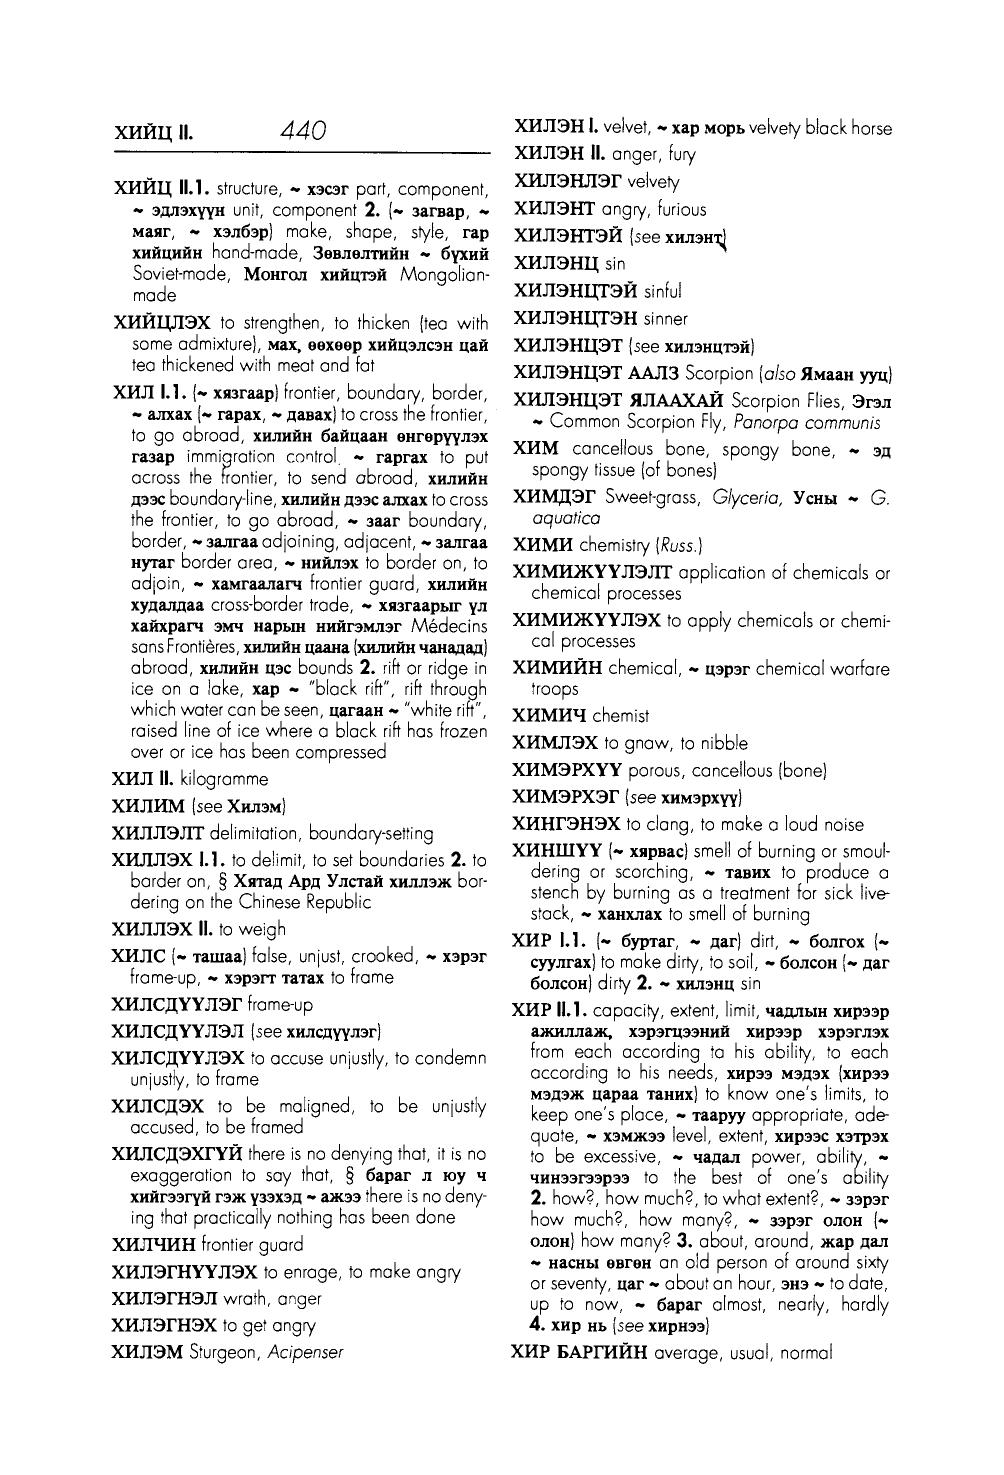 ХИЙЦ II. 440
ХИЙЦ II.1. structure, ~ хэсэг part, component,
~ эдлэхүүн unit, component 2. (~ загвар, ~
маяг, ~ хэлбэр) make, shape, style, гар
хийцийн hand-made, Зөвлөлтийн ~ бүхий
Soviet-made, Монгол хийцтэй Mongolian-
made
ХИЙЦЛЭХ to strengthen, to thicken (tea with
some admixture), мах, өөхөөр хийцэлсэн цай
tea thickened with meat and fat
ХИЛ I.1. (~ хязгаар) frontier, boundary, border,
~ алхах (~ гарах, ~ давах) to cross the frontier,
to go abroad, хилийн байцаан өнгөрүүлэх
газар immigration control, ~ гаргах to put
across the frontier, to send abroad, хилийн
дээс boundary-line, хилийн дээс алхах to cross
the frontier, to go abroad, ~ зааг boundary,
border, ~ залгаа adjoining, adjacent, ~ залгаа
нутаг border area, ~ нийлэх to border on, to
adjoin, ~ хамгаалагч frontier guard, хилийн
худалдаа cross-border trade, ~ хязгаарыг үл
хайхрагч эмч нарын нийгэмлэг Médecins
sans Frontières, хилийн цаана (хилийн чанадад)
abroad, хилийн цэс bounds 2. rift or ridge in
ice on a lake, хар ~ "black rift", rift through
which water can be seen, цагаан ~ "white rift",
raised line of ice where a black rift has frozen
over or ice has been compressed
ХИЛ II. kilogramme
ХИЛИМ (see Хилэм)
ХИЛЛЭЛТ delimitation, boundary-setting
ХИЛЛЭХ I.1. to delimit, to set boundaries 2. to
barder on, § Хятад Ард Улстай хиллэж bor-
dering on the Chinese Republic
ХИЛЛЭХ II. to weigh
ХИЛС (~ ташаа) false, unjust, crooked, ~ хэрэг
frame-up, ~ хэрэгт татах to frame
ХИЛСДҮҮЛЭГ frame-up
ХИЛСДҮҮЛЭЛ (see хилсдүүлэг)
ХИЛСДҮҮЛЭХ to accuse unjustly, to condemn
unjustly, to frame
ХИЛСДЭХ to be maligned, to be unjustly
accused, to be framed
ХИЛСДЭХГҮЙ there is no denying that, it is no
exaggeration to say that, § бараг л юу ч
хийгээгүй гэж үзэхэд ~ ажээ there is no deny-
ing that practically nothing has been done
ХИЛЧИН frontier guard
ХИЛЭГНҮҮЛЭХ to enrage, to make angry
ХИЛЭГНЭЛ wrath, anger
ХИЛЭГНЭХ to get angry
ХИЛЭМ Sturgeon, Acipenser
ХИЛЭН I. velvet, ~ хар морь velvety black horse
ХИЛЭН II. anger, fury
ХИЛЭНЛЭГ velvety
ХИЛЭНТ angry, furious
ХИЛЭНТЭЙ (see хилэнт)
ХИЛЭНЦ sin
ХИЛЭНЦТЭЙ sinful
ХИЛЭНЦТЭН sinner
ХИЛЭНЦЭТ (see хилэнцтэй)
ХИЛЭНЦЭТ ААЛЗ Scorpion (also Ямаан ууц)
ХИЛЭНЦЭТ ЯЛААХАЙ Scorpion Flies, Эгэл
~ Common Scorpion Fly, Panorpa communis
ХИМ cancellous bone, spongy bone, ~ эд
spongy tissue (of bones)
ХИМДЭГ Sweet-grass, Glyceria, Усны ~ G.
aquatica
ХИМИ chemistry (Russ.)
ХИМИЖҮҮЛЭЛТ application of chemicals or
chemical processes
ХИМИЖҮҮЛЭХ to apply chemicals or chemi-
cal processes
ХИМИЙН chemical, ~ цэрэг chemical warfare
troops
ХИМИЧ chemist
ХИМЛЭХ to gnaw, to nibble
ХИМЭРХҮҮ porous, cancellous (bone)
ХИМЭРХЭГ (see химэрхүү)
ХИНГЭНЭХ to clang, to make a loud noise
ХИНШҮҮ (~ хярвас) smell of burning or smoul-
dering or scorching, ~ тавих to produce a
stench by burning as a treatment for sick live-
stock, ~ ханхлах to smell of burning
ХИР I.1. (~ буртаг, ~ даг) dirt, ~ болгох (~
суулгах) to make dirty, to soil, ~ болсон (~ даг
болсон) dirty 2. ~ хилэнц sin
ХИР II.1. capacity, extent, limit, чадлын хирээр
ажиллаж, хэрэгцээний хирээр хэрэглэх
from each according ta his ability, to each
according to his needs, хирээ мэдэх (хирээ
мэдэж цараа таних) to know one's limits, to
keep one's place, ~ тааруу appropriate, ade-
quate, ~ хэмжээ level, extent, хирээс хэтрэх
to be excessive, ~ чадал power, ability, ~
чинээгээрээ to the best of one's ability
2. how?, how much?, to what extent?, ~ зэрэг
how much?, how many?, ~ зэрэг олон (~
олон) how many? 3. about, around, жар дал
~ насны өвгөн an old person of around sixty
or seventy, цаг ~ about an hour, энэ ~ to date,
up to now, ~ бараг almost, nearly, hardly
4. хир нь (see хирнээ)
ХИР БАРГИЙН average, usual, normal